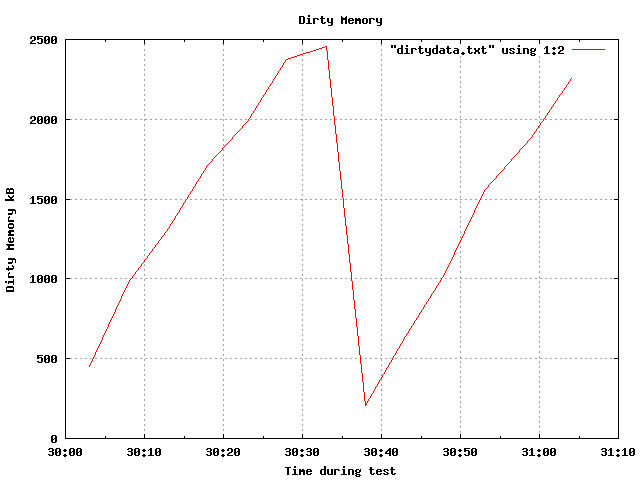 Dirty Memory
"dirtydata.txt" using 1:2
2500
2000
1500
1000
500
0
Dirty Memory kB
30:00 30:10 30:20 30:30 30:40 30:50 31:00 31:10
Time during test